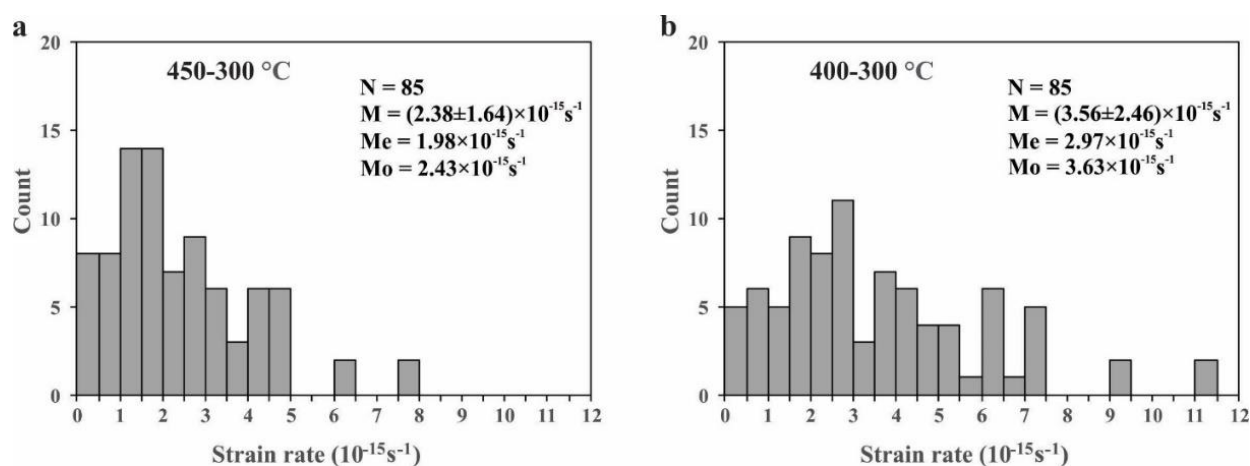 a
20
15
10
5
0
Count
450-300 °C
N = 85
M = (2.38±1.64)×10⁻¹⁵s⁻¹
Me = 1.98×10⁻¹⁵s⁻¹
Mo = 2.43×10⁻¹⁵s⁻¹
0 1 2 3 4 5 6 7 8 9 10 11 12
Strain rate (10⁻¹⁵s⁻¹)
b
20
15
10
5
0
Count
400-300 °C
N = 85
M = (3.56±2.46)×10⁻¹⁵s⁻¹
Me = 2.97×10⁻¹⁵s⁻¹
Mo = 3.63×10⁻¹⁵s⁻¹
0 1 2 3 4 5 6 7 8 9 10 11 12
Strain rate (10⁻¹⁵s⁻¹)